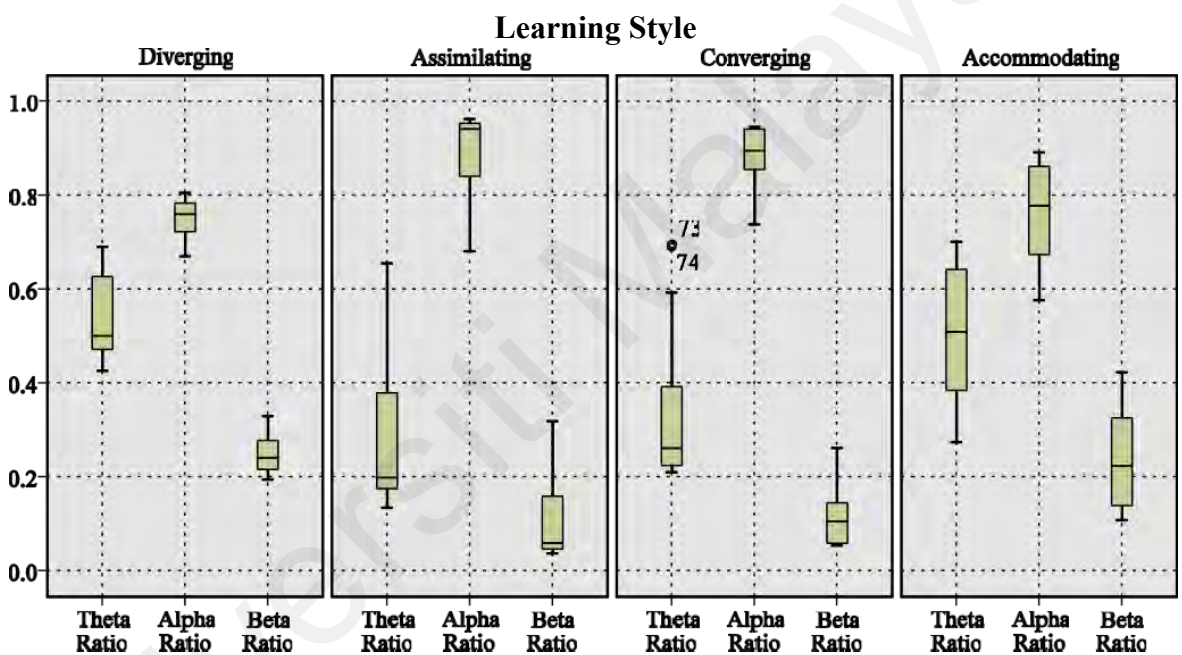 Learning Style
Diverging Assimilating Converging Accommodating
1.0
0.8
73
74
0.6
0.4
0.2
0.0
Theta Alpha Beta Theta Alpha Beta Theta Alpha Beta Theta Alpha Beta
Ratio Ratio Ratio Ratio Ratio Ratio Ratio Ratio Ratio Ratio Ratio Ratio